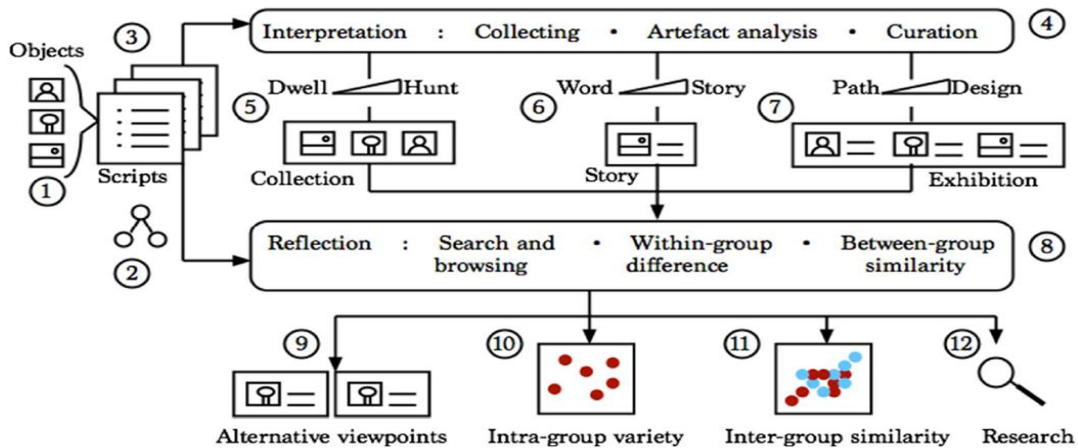 Objects
Scripts
1
2
3
Interpretation : Collecting • Artefact analysis • Curation
4
Dwell Hunt
5
Collection
Word Story
6
Story
Path Design
7
Exhibition
Reflection : Search and browsing • Within-group difference • Between-group similarity
8
9
Alternative viewpoints
10
Intra-group variety
11
Inter-group similarity
12
Research